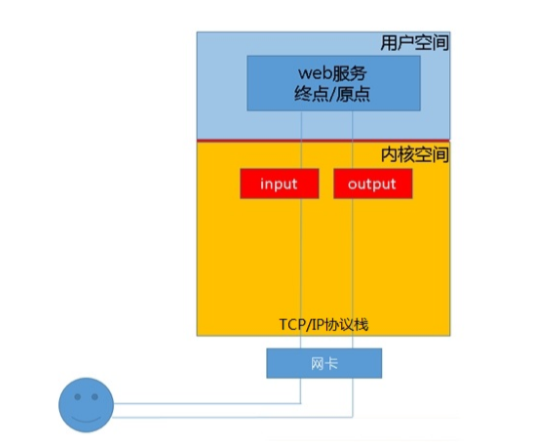 用户空间
web服务
终点/原点
内核空间
input
output
TCP/IP协议栈
网卡